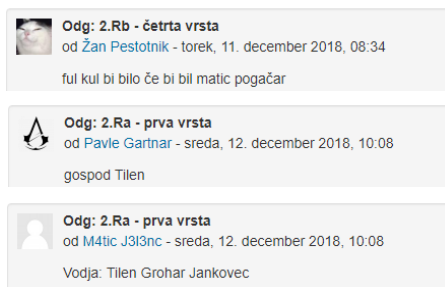 Odg: 2.Rb - četrta vrsta
od Žan Pestotnik - torek, 11. december 2018, 08:34
ful kul bi bilo če bi bil matic pogačar
Odg: 2.Ra - prva vrsta
od Pavle Gartnar - sreda, 12. december 2018, 10:08
gospod Tilen
Odg: 2.Ra - prva vrsta
od M4tic J3l3nc - sreda, 12. december 2018, 10:08
Vodja: Tilen Grohar Jankovec